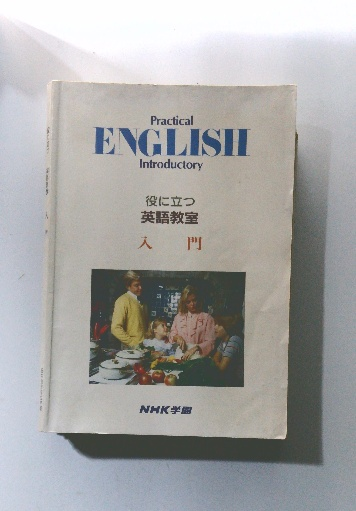 Practical
ENGLISH
Introductory
役に立つ
英語教室
入 門
NHK学園